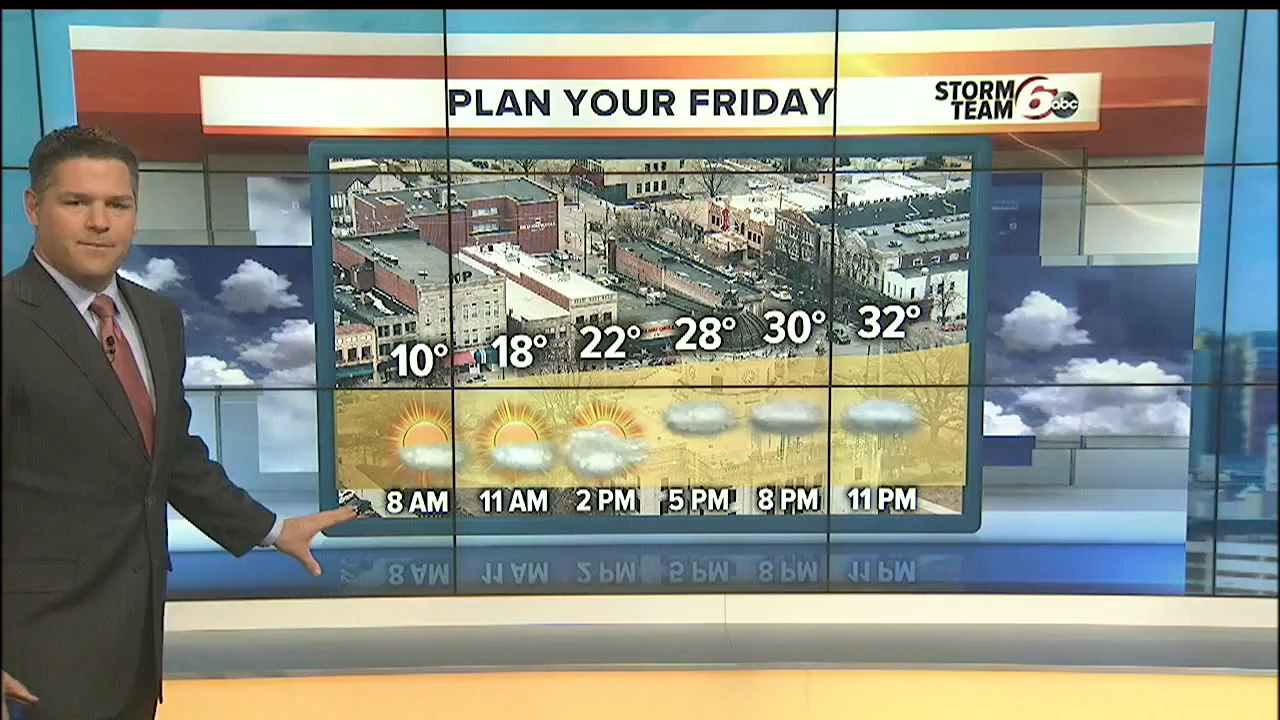 PLAN YOUR FRIDAY
STORM
TEAM 6 abc
10° 18° 22° 28° 30° 32°
8 AM 11 AM 2 PM 5 PM 8 PM 11 PM